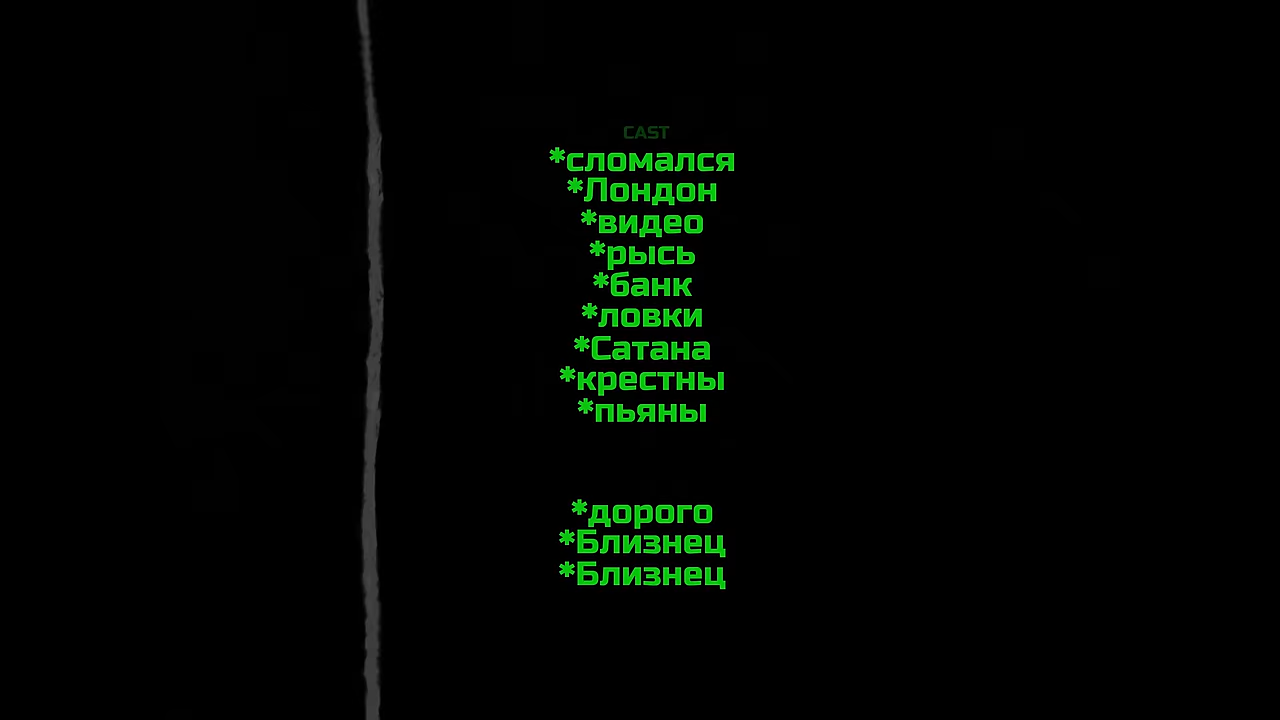 CAST
*сломался
*Лондон
*видео
*рысь
*банк
*ловки
*Сатана
*крестны
*пьяны
*дорого
*Близнец
*Близнец